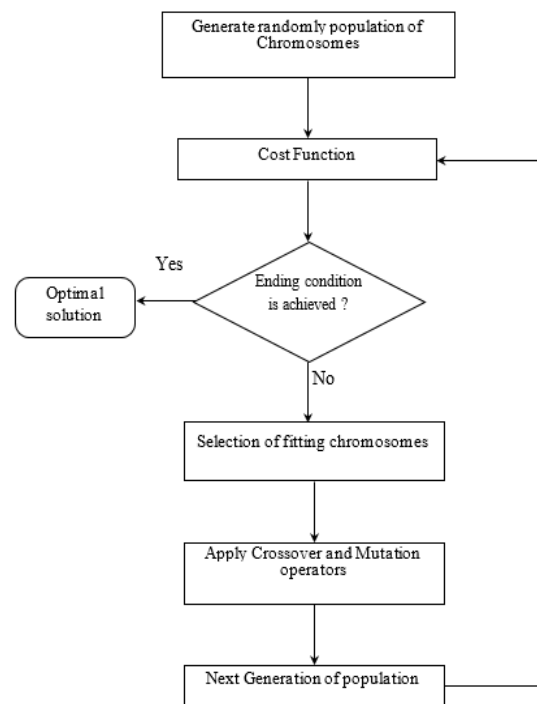 Generate randomly population of
Chromosomes
Cost Function
Yes
Ending condition
is achieved ?
Optimal
solution
No
Selection of fitting chromosomes
Apply Crossover and Mutation
operators
Next Generation of population